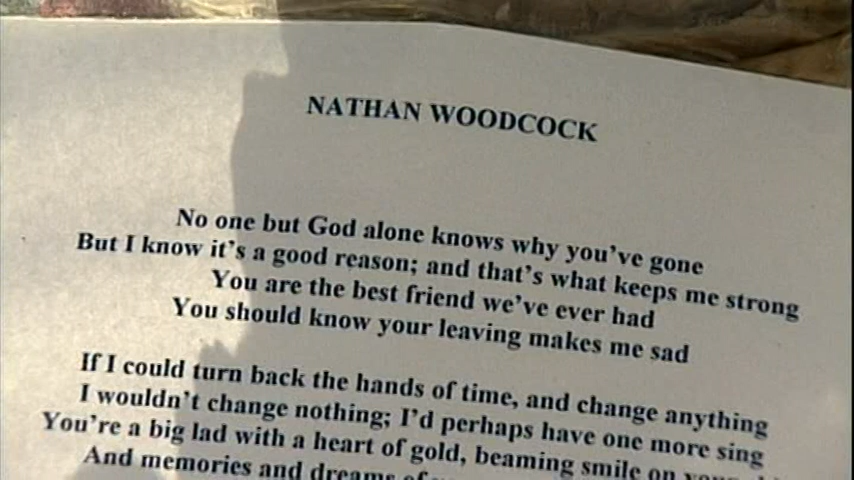 NATHAN WOODCOCK
No one but God alone knows why you've gone
But I know it's a good reason; and that's what keeps me strong
You are the best friend we've ever had
You should know your leaving makes me sad
If I could turn back the hands of time, and change anything
I wouldn't change nothing; I'd perhaps have one more sing
You're a big lad with a heart of gold, beaming smile on
And memories and dreams of